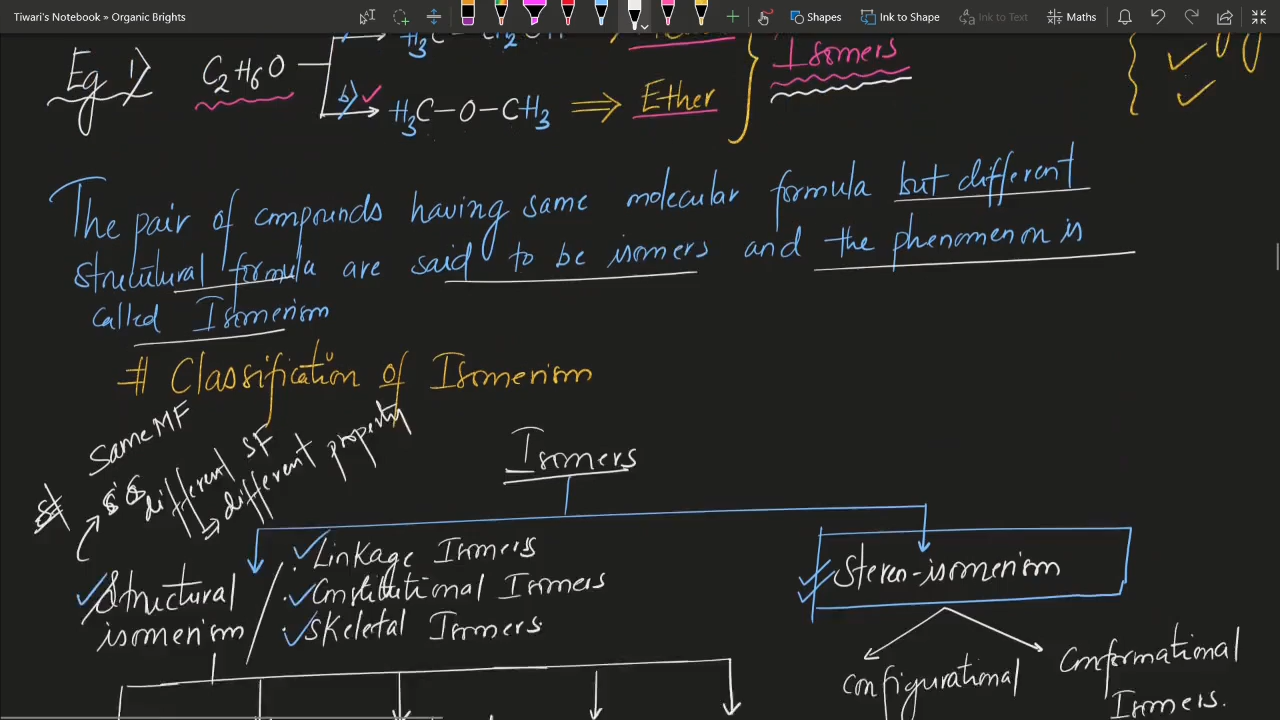 Tiwari's Notebook » Organic Brights
Shapes Ink to Shape Ink to Text Maths
H3C CH2
Eg 1) C2H6O
Isomers
b) H3C-O-CH3 ⇒ Ether
The pair of compounds having same molecular formula but different
structural formula are said to be isomers and the phenomenon is
called Isomerism
# Classification of Isomerism
Same MF
different SF
different property
Isomers
Structural isomerism
Linkage Isomers
Constitutional Isomers
Skeletal Isomers
Stereo-isomerism
configurational
Conformational
Isomers.